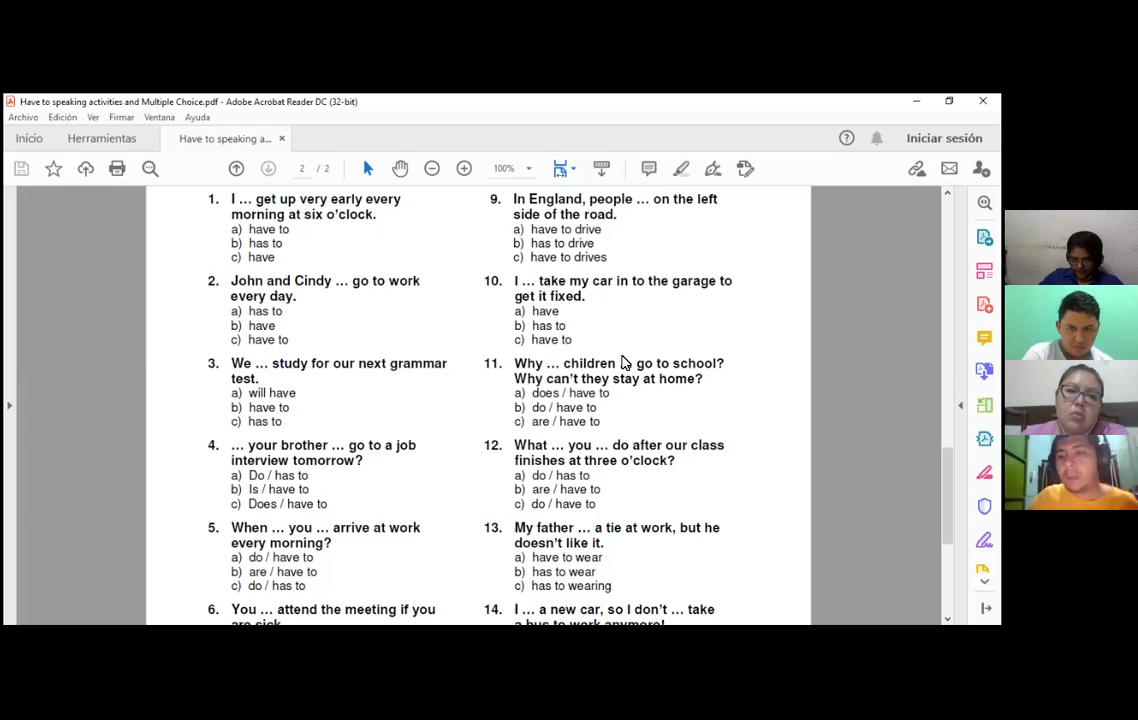 Have to speaking activities and Multiple Choice.pdf - Adobe Acrobat Reader DC (32-bit)
Archivo Edición Ver Firmar Ventana Ayuda
Inicio Herramientas Have to speaking a... × Iniciar sesión
2 / 2 100%
1. I ... get up very early every
morning at six o'clock.
a) have to
b) has to
c) have
2. John and Cindy ... go to work
every day.
a) has to
b) have
c) have to
3. We ... study for our next grammar
test.
a) will have
b) have to
c) has to
4. ... your brother ... go to a job
interview tomorrow?
a) Do / has to
b) Is / have to
c) Does / have to
5. When ... you ... arrive at work
every morning?
a) do / have to
b) are / have to
c) do / has to
6. You ... attend the meeting if you
are sick.
9. In England, people ... on the left
side of the road.
a) have to drive
b) has to drive
c) have to drives
10. I ... take my car in to the garage to
get it fixed.
a) have
b) has to
c) have to
11. Why ... children ... go to school?
Why can't they stay at home?
a) does / have to
b) do / have to
c) are / have to
12. What ... you ... do after our class
finishes at three o'clock?
a) do / has to
b) are / have to
c) do / have to
13. My father ... a tie at work, but he
doesn't like it.
a) have to wear
b) has to wear
c) has to wearing
14. I ... a new car, so I don't ... take
a bus to work anymore!